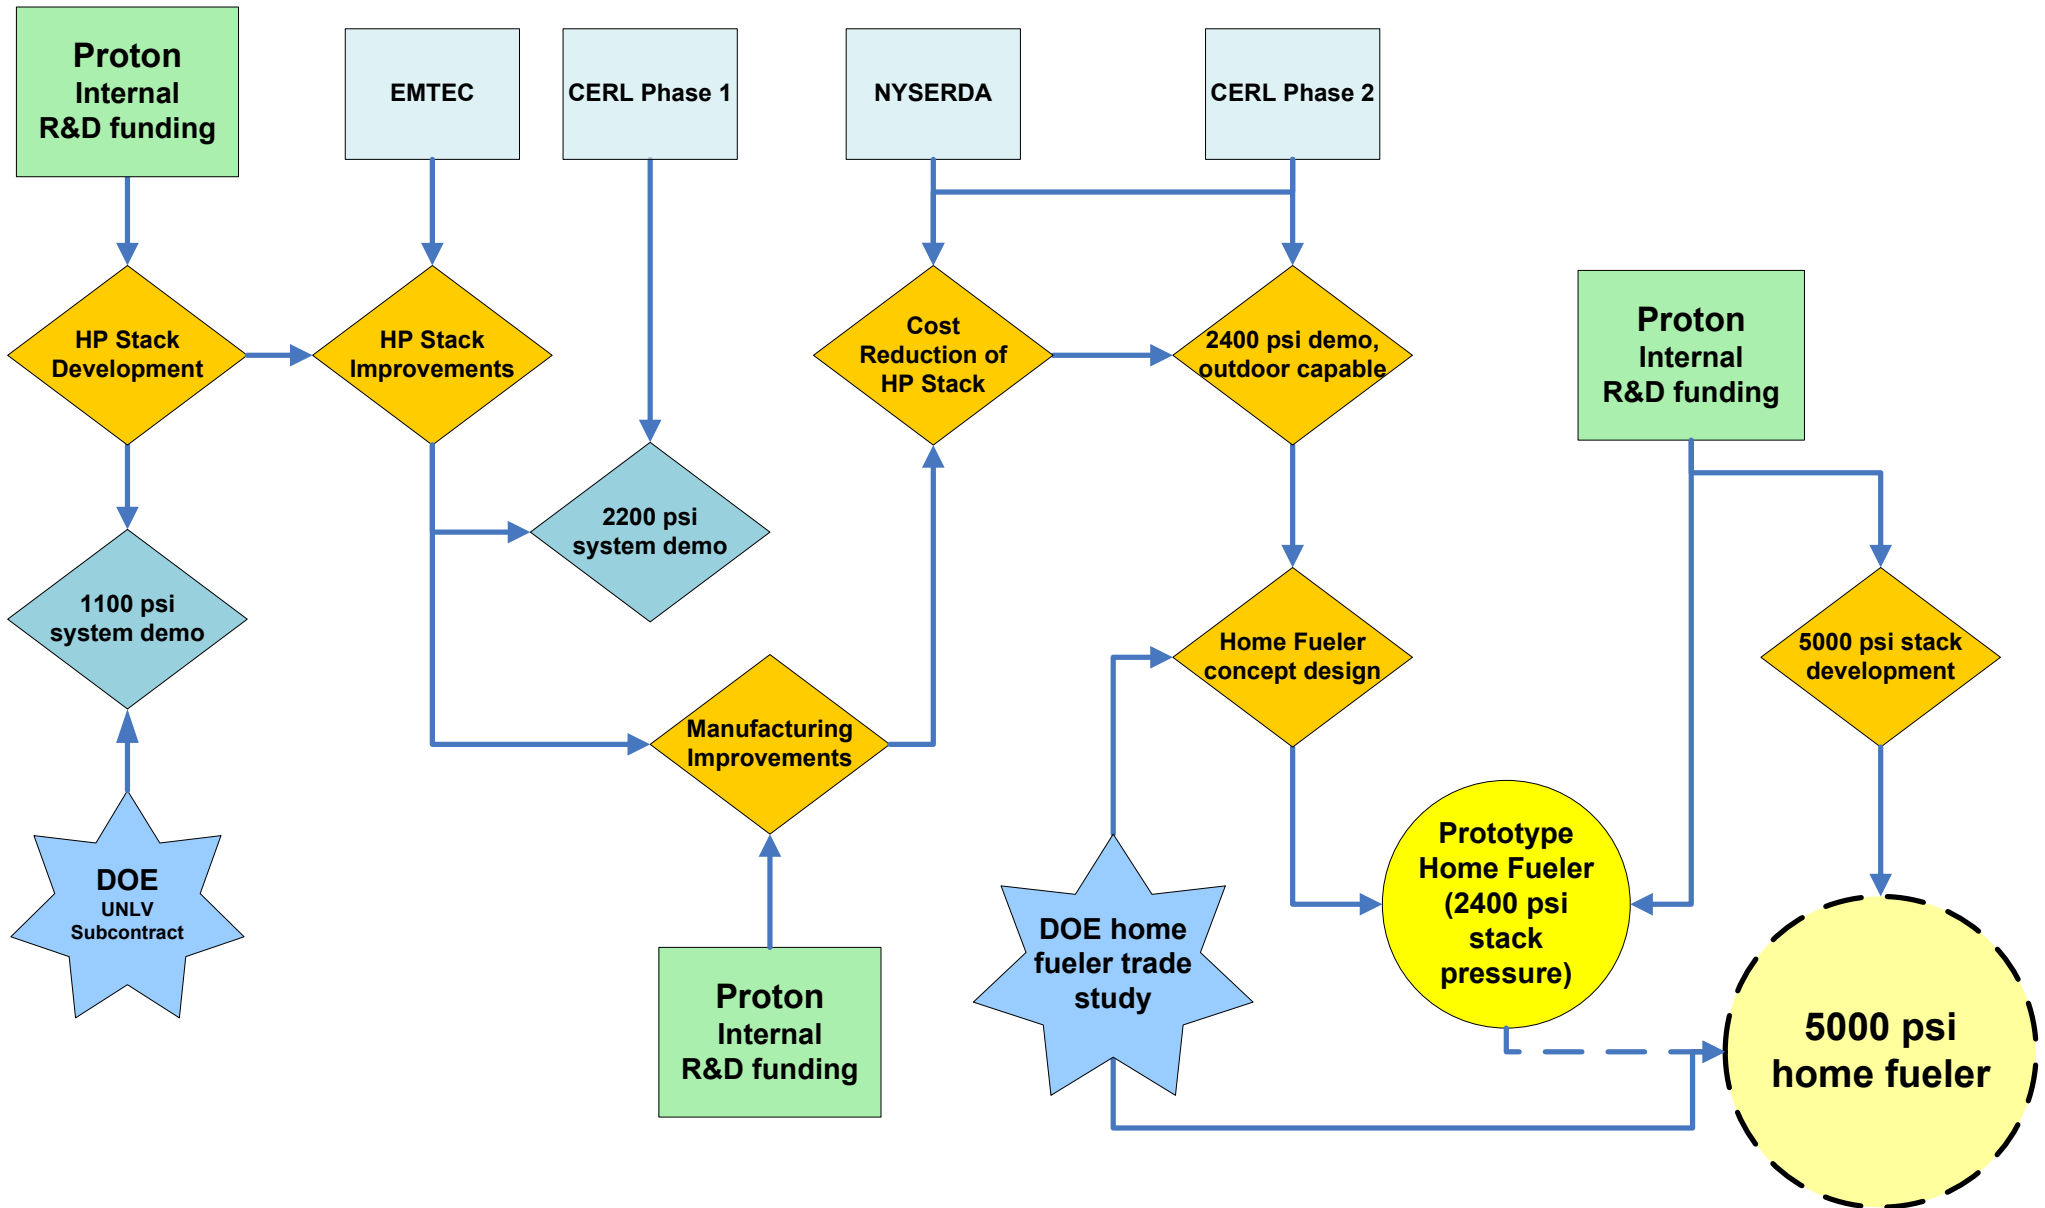 Proton
Internal
R&D funding
EMTEC
CERL Phase 1
NYSERDA
CERL Phase 2
HP Stack
Development
HP Stack
Improvements
Cost
Reduction of
HP Stack
2400 psi demo,
outdoor capable
Proton
Internal
R&D funding
2200 psi
system demo
1100 psi
system demo
Home Fueler
concept design
5000 psi stack
development
Manufacturing
Improvements
DOE
UNLV
Subcontract
Prototype
Home Fueler
(2400 psi
stack
pressure)
DOE home
fueler trade
study
Proton
Internal
R&D funding
5000 psi
home fueler